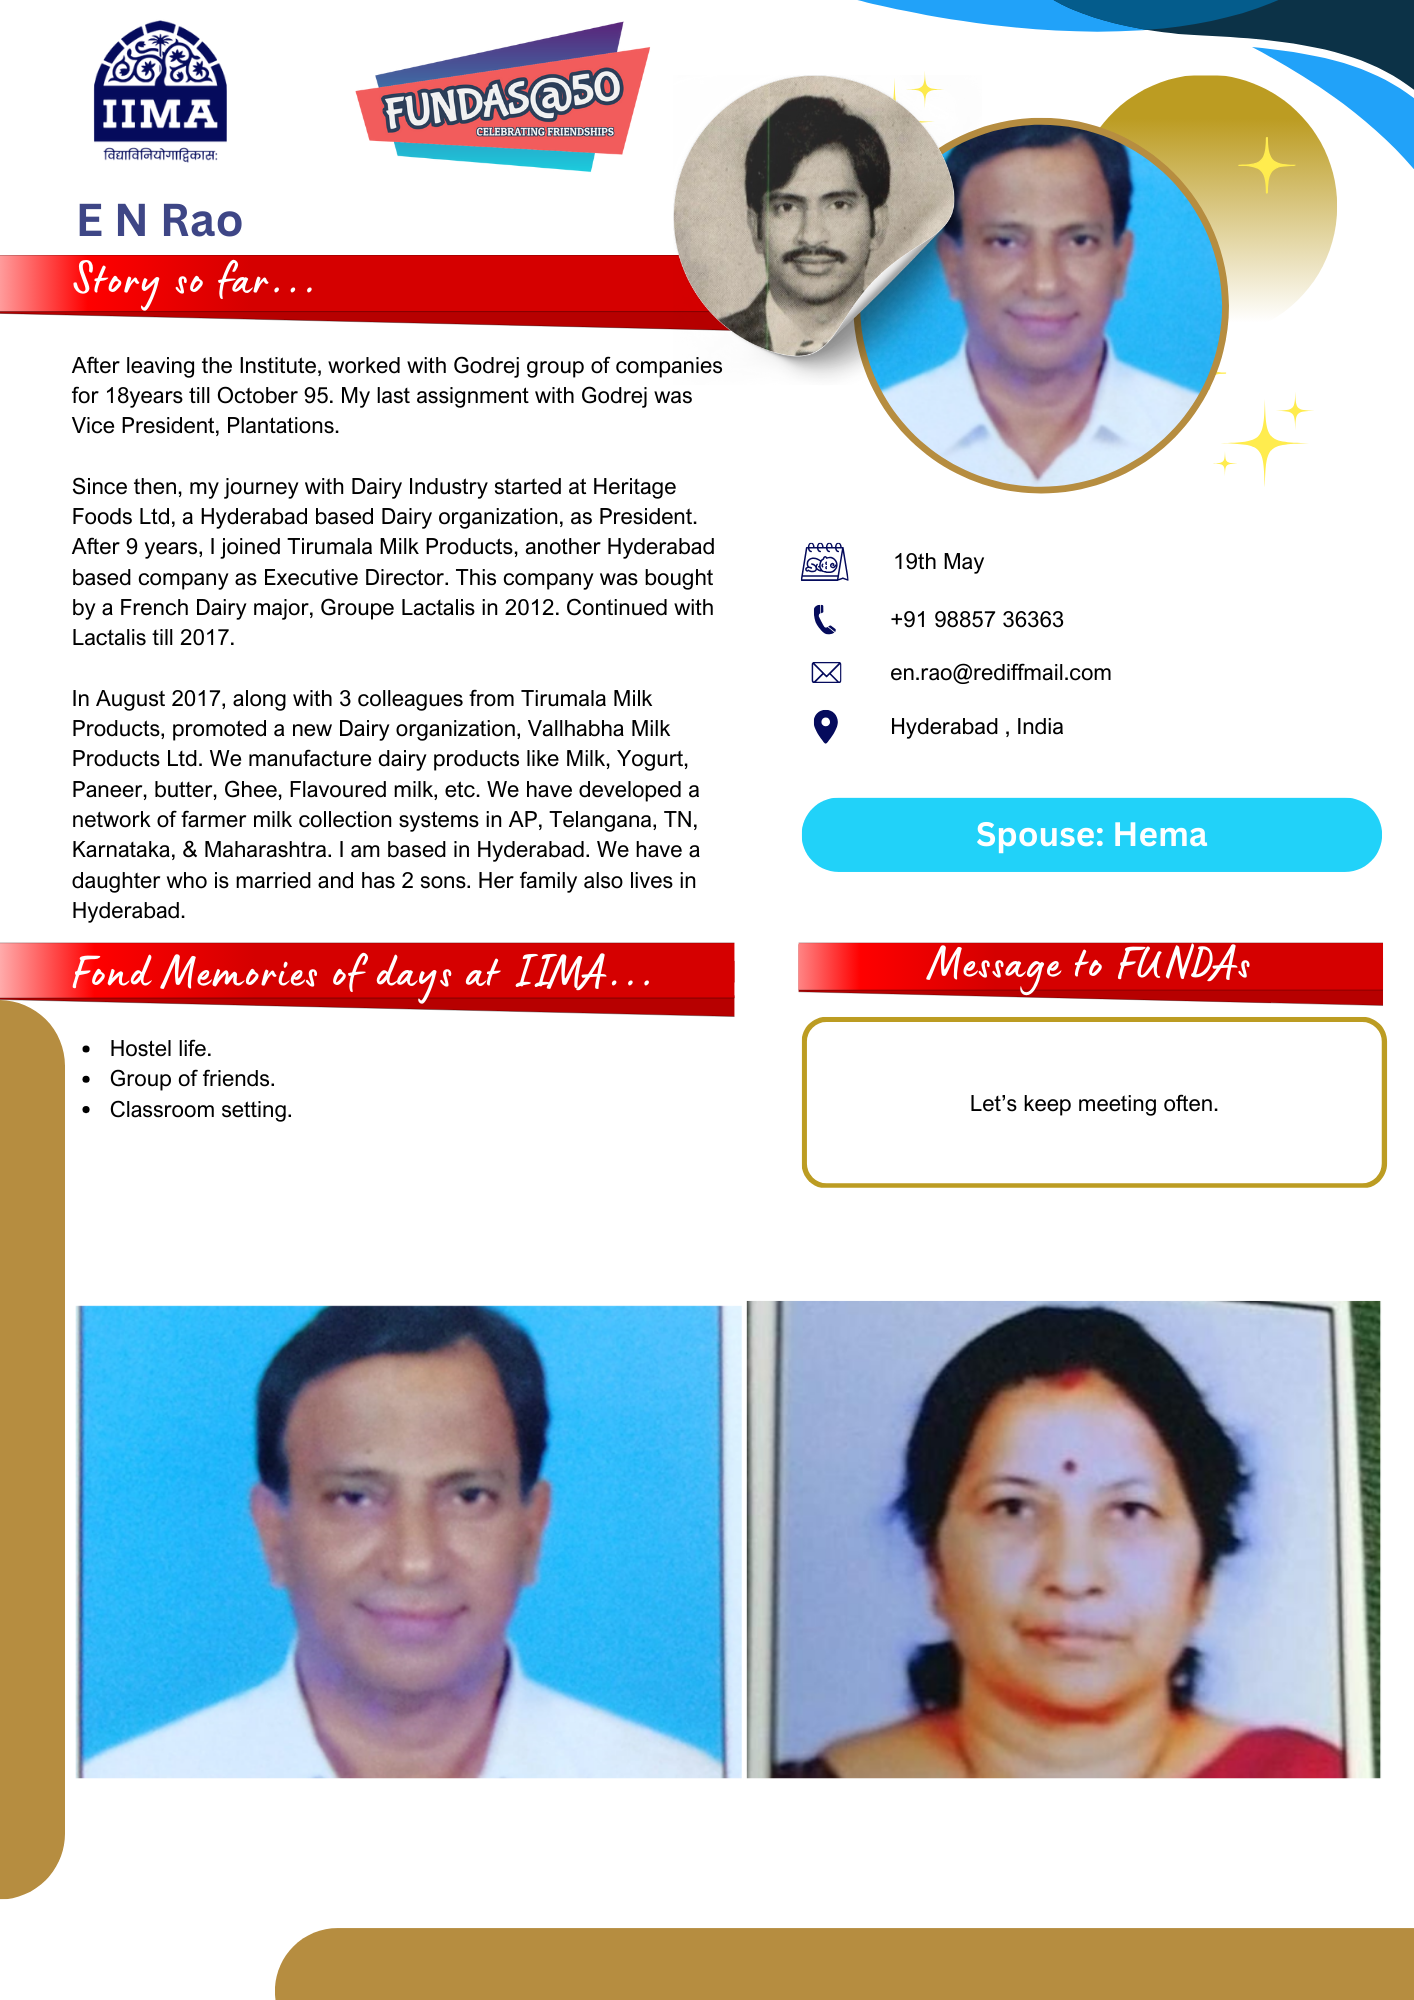 IIMA
विद्याविनियोगाद्विकासः
FUNDAS@50
CELEBRATING FRIENDSHIPS
E N Rao
Story so far...
After leaving the Institute, worked with Godrej group of companies
for 18years till October 95. My last assignment with Godrej was
Vice President, Plantations.
Since then, my journey with Dairy Industry started at Heritage
Foods Ltd, a Hyderabad based Dairy organization, as President.
After 9 years, I joined Tirumala Milk Products, another Hyderabad
based company as Executive Director. This company was bought
by a French Dairy major, Groupe Lactalis in 2012. Continued with
Lactalis till 2017.
In August 2017, along with 3 colleagues from Tirumala Milk
Products, promoted a new Dairy organization, Vallhabha Milk
Products Ltd. We manufacture dairy products like Milk, Yogurt,
Paneer, butter, Ghee, Flavoured milk, etc. We have developed a
network of farmer milk collection systems in AP, Telangana, TN,
Karnataka, & Maharashtra. I am based in Hyderabad. We have a
daughter who is married and has 2 sons. Her family also lives in
Hyderabad.
19th May
+91 98857 36363
en.rao@rediffmail.com
Hyderabad , India
Spouse: Hema
Fond Memories of days at IIMA...
• Hostel life.
• Group of friends.
• Classroom setting.
Message to FUNDAs
Let’s keep meeting often.